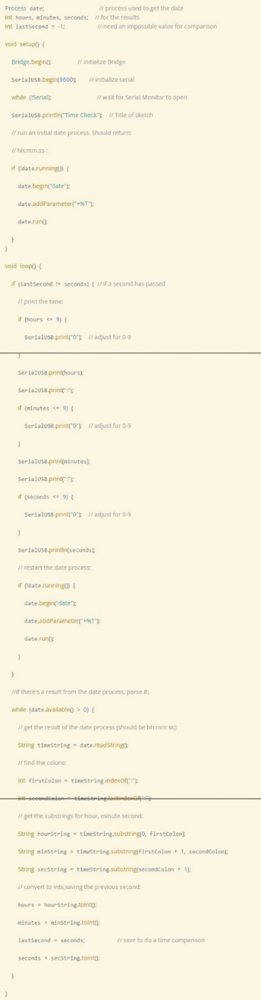 Process date;                 // process used to get the date
int hours, minutes, seconds;  // for the results
int lastSecond = -1;          // need an impossible value for comparison
void setup() {
  Bridge.begin();        // initialize Bridge
  SerialUSB.begin(9600);    // initialize serial
  while (!Serial);              // wait for Serial Monitor to open
  SerialUSB.println("Time Check");  // Title of sketch
  // run an initial date process. Should return:
  // hh:mm:ss :
  if (!date.running()) {
    date.begin("date");
    date.addParameter("+%T");
    date.run();
  }
}
void loop() {
  if (lastSecond != seconds) { // if a second has passed
    // print the time:
    if (hours <= 9) {
      SerialUSB.print("0");   // adjust for 0-9
    }
    SerialUSB.print(hours);
    SerialUSB.print(":");
    if (minutes <= 9) {
      SerialUSB.print("0");   // adjust for 0-9
    }
    SerialUSB.print(minutes);
    SerialUSB.print(":");
    if (seconds <= 9) {
      SerialUSB.print("0");   // adjust for 0-9
    }
    SerialUSB.println(seconds);
    // restart the date process:
    if (!date.running()) {
      date.begin("date");
      date.addParameter("+%T");
      date.run();
    }
  }
  //if there's a result from the date process, parse it:
  while (date.available() > 0) {
    // get the result of the date process (should be hh:mm:ss):
    String timeString = date.readString();
    // find the colons:
    int firstColon = timeString.indexOf(":");
    int secondColon = timeString.lastIndexOf(":");
    // get the substrings for hour, minute second:
    String hourString = timeString.substring(0, firstColon);
    String minString = timeString.substring(firstColon + 1, secondColon);
    String secString = timeString.substring(secondColon + 1);
    // convert to ints,saving the previous second:
    hours = hourString.toInt();
    minutes = minString.toInt();
    lastSecond = seconds;          // save to do a time comparison
    seconds = secString.toInt();
  }
}